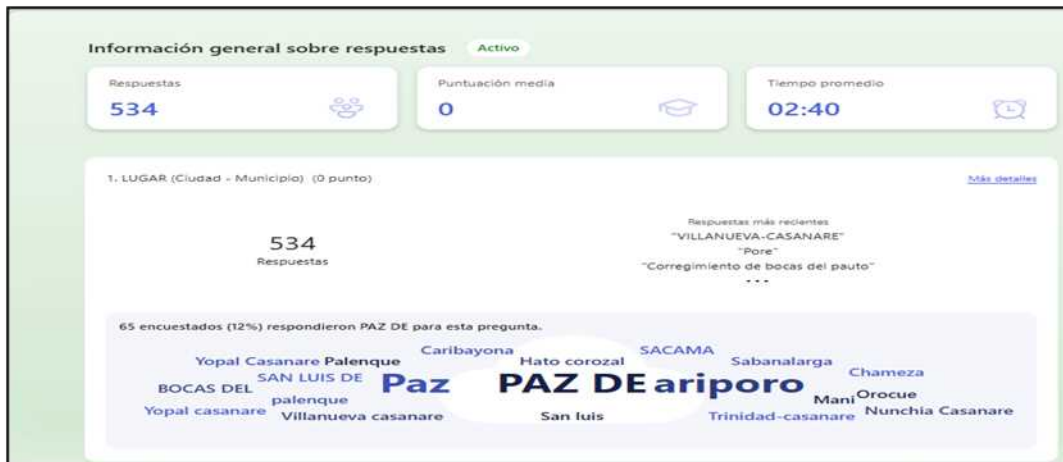 Información general sobre respuestas Activo
Respuestas
534
Puntuación media
0
Tiempo promedio
02:40
1. LUGAR (Ciudad - Municipio) (0 punto)
Más detalles
534
Respuestas
Respuestas más recientes
"VILLANUEVA-CASANARE"
"Pore"
"Corregimiento de bocas del pauto"
...
65 encuestados (12%) respondieron PAZ DE para esta pregunta.
Caribayona SACAMA
Yopal Casanare Palenque Hato corozal Sabanalarga
SAN LUIS DE Chameza
BOCAS DEL Paz PAZ DE ariporo
palenque Mani Orocue
Yopal casanare Villanueva casanare San luis Trinidad-casanare Nunchia Casanare